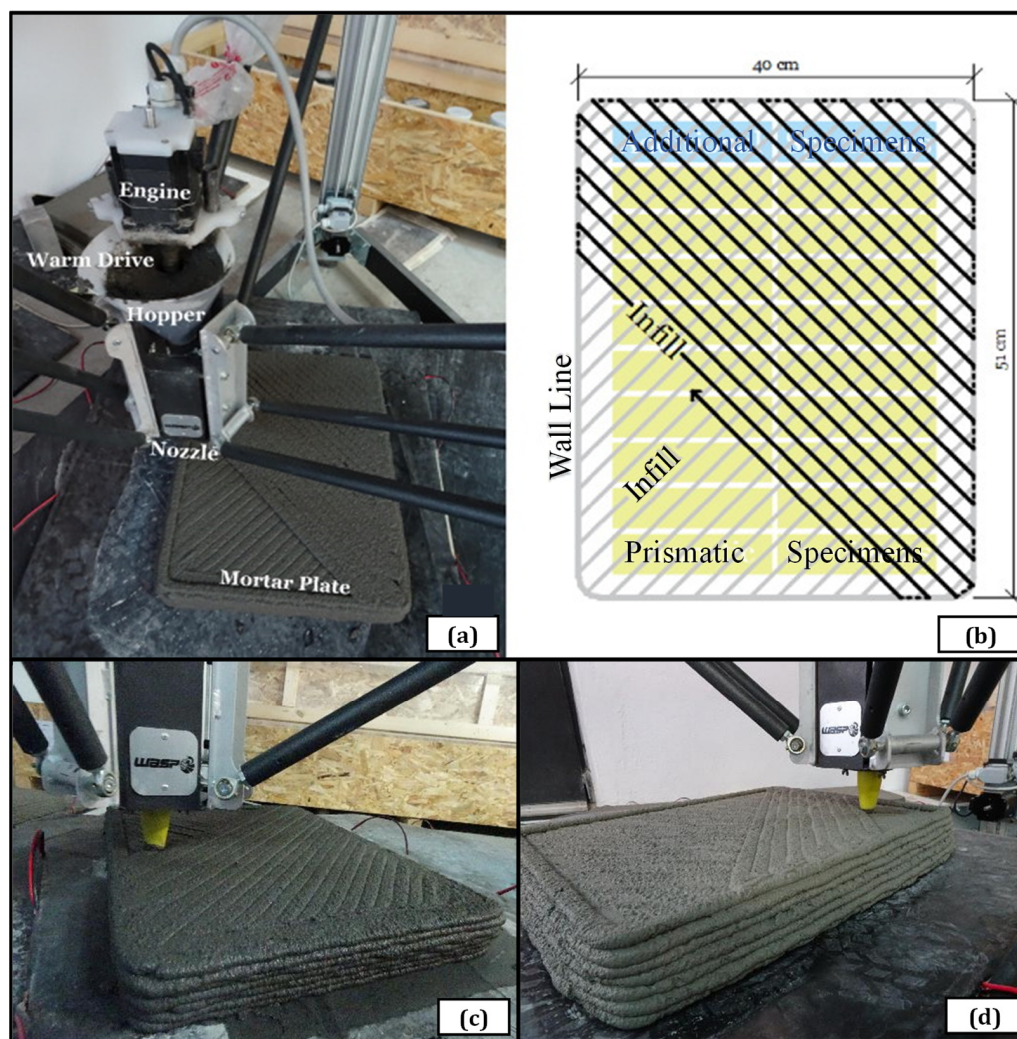 Engine
Warm Drive
Hopper
WASP
Nozzle
Mortar Plate
(a)
40 cm
Additional Specimens
Infill
51 cm
Wall Line
Infill
Prismatic Specimens
(b)
WASP
(c)
WASP
(d)